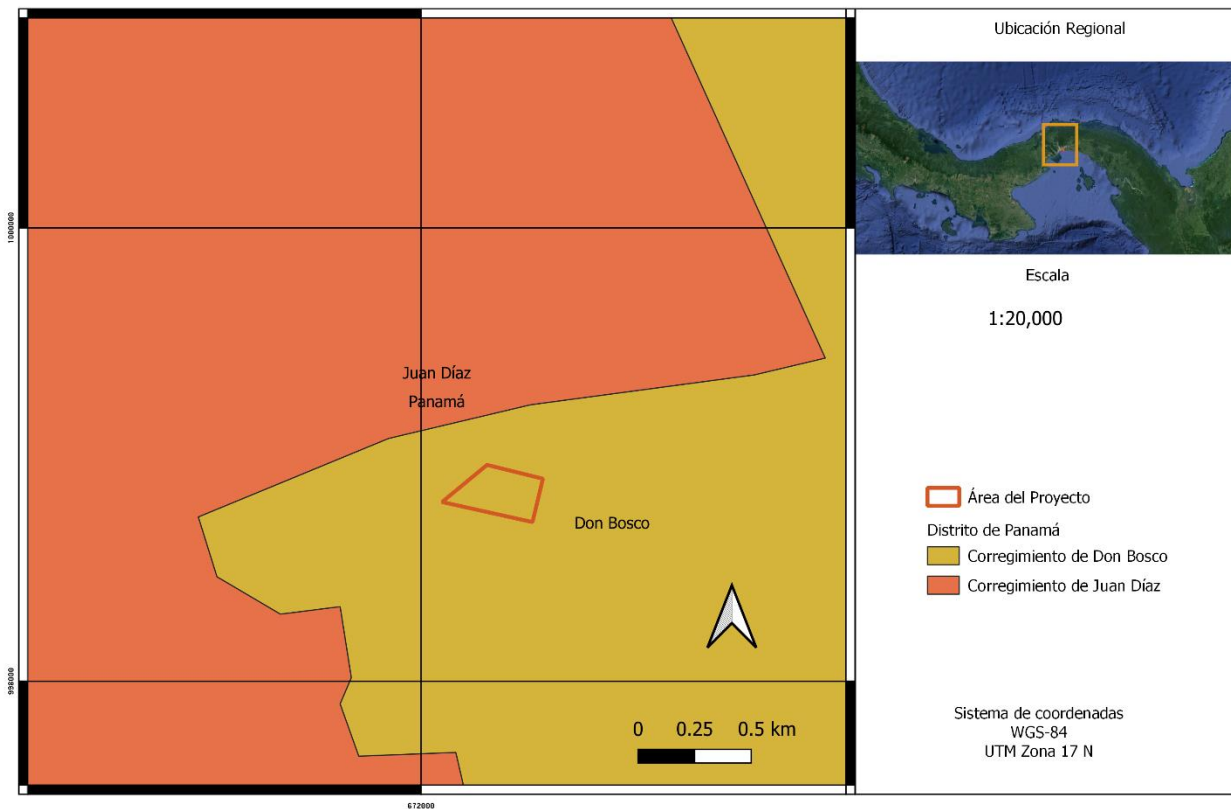 Ubicación Regional
Escala
1:20,000
1000000
Juan Díaz
Panamá
Don Bosco
Área del Proyecto
Distrito de Panamá
Corregimiento de Don Bosco
Corregimiento de Juan Díaz
998000
0 0.25 0.5 km
Sistema de coordenadas
WGS-84
UTM Zona 17 N
672000